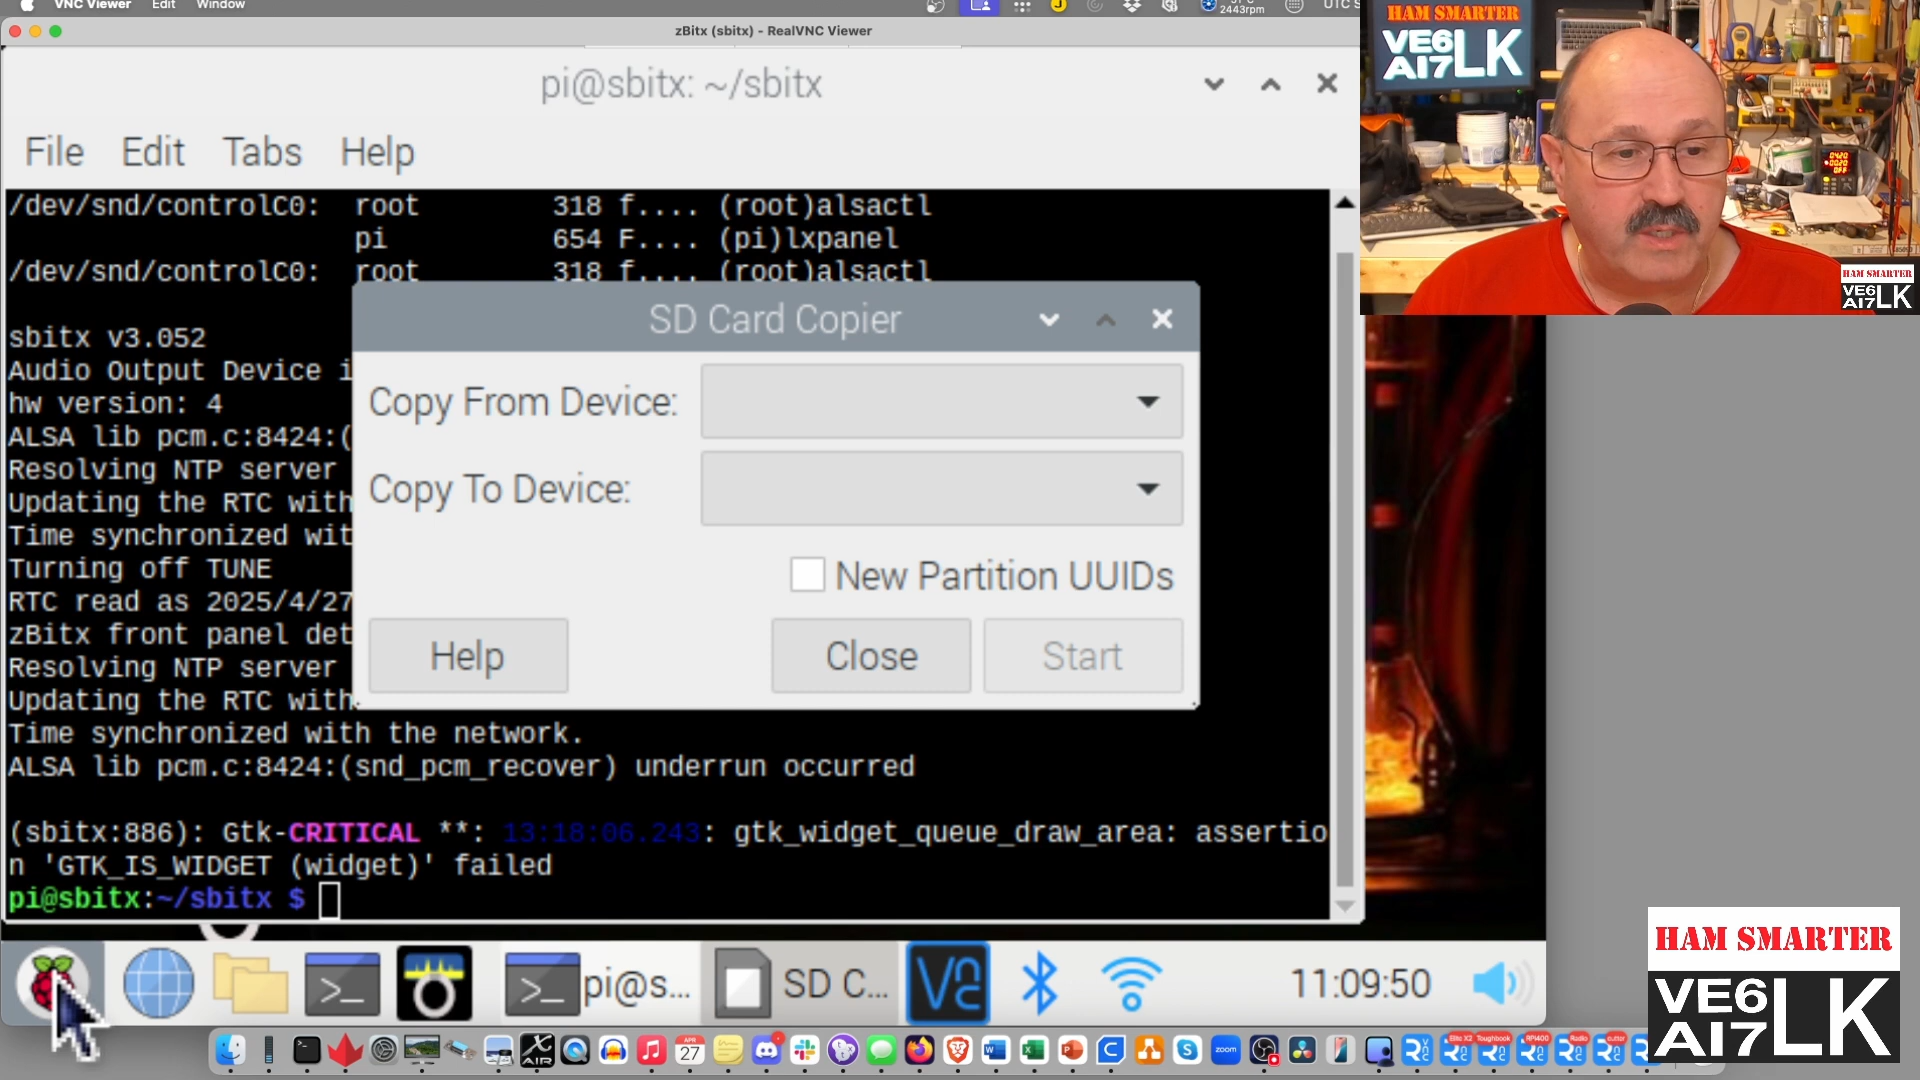 VNC Viewer Edit Window
2443rpm
zBitx (sbitx) - RealVNC Viewer
pi@sbitx: ~/sbitx
File Edit Tabs Help
/dev/snd/controlC0: root 318 f.... (root)alsactl
pi 654 F.... (pi)lxpanel
/dev/snd/controlC0: root 318 f.... (root)alsactl
sbitx v3.052
Audio Output Device i
hw version: 4
ALSA lib pcm.c:8424:(
Resolving NTP server
Updating the RTC with
Time synchronized wit
Turning off TUNE
RTC read as 2025/4/27
zBitx front panel det
Resolving NTP server
Updating the RTC with
Time synchronized with the network.
ALSA lib pcm.c:8424:(snd_pcm_recover) underrun occurred
(sbitx:886): Gtk-CRITICAL **: 13:18:06.243: gtk_widget_queue_draw_area: assertio
n 'GTK_IS_WIDGET (widget)' failed
pi@sbitx:~/sbitx $
SD Card Copier
Copy From Device:
Copy To Device:
New Partition UUIDs
Help Close Start
pi@s... SD C... 11:09:50
HAM SMARTER
VE6
AI7LK
HAM SMARTER
VE6
AI7LK
HAM SMARTER
VE6
AI7LK
APR
27
zoom